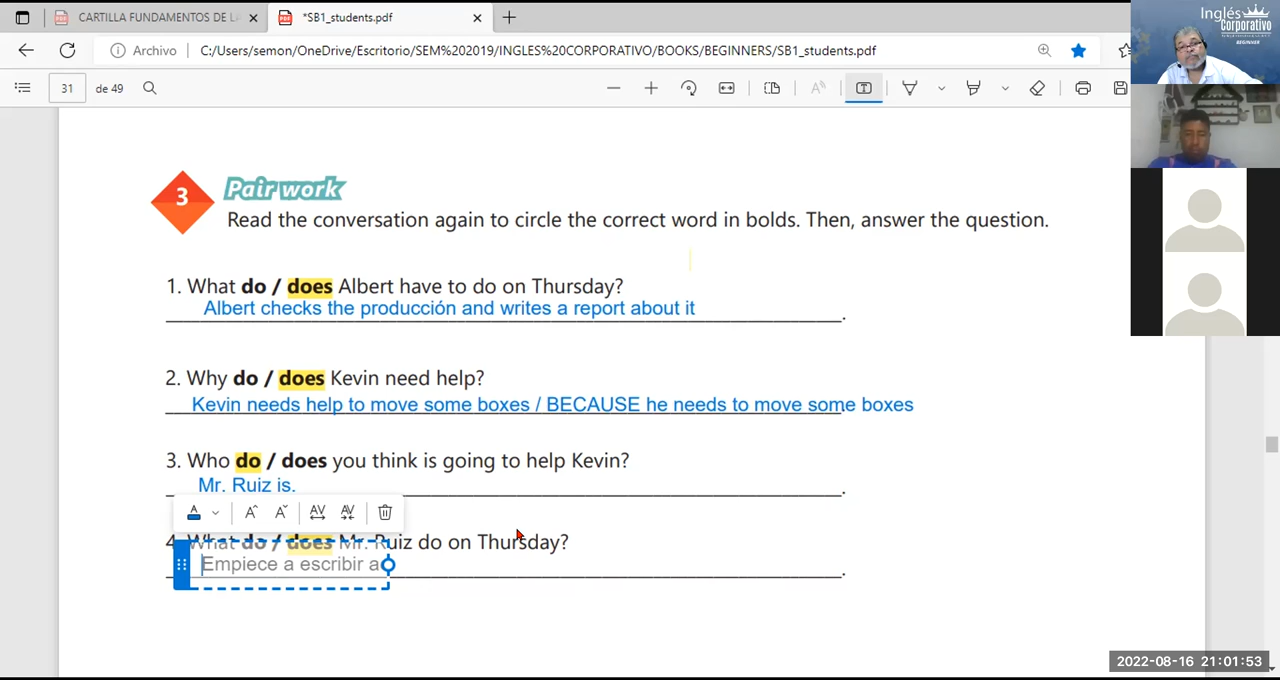 CARTILLA FUNDAMENTOS DE L
*SB1_students.pdf
Archivo
C:/Users/semon/OneDrive/Escritorio/SEM%202019/INGLES%20CORPORATIVO/BOOKS/BEGINNERS/SB1_students.pdf
31 de 49
Inglés
Corporativo
BEGINNER
3 Pair work
Read the conversation again to circle the correct word in bolds. Then, answer the question.
1. What do / does Albert have to do on Thursday?
Albert checks the producción and writes a report about it
2. Why do / does Kevin need help?
Kevin needs help to move some boxes / BECAUSE he needs to move some boxes
3. Who do / does you think is going to help Kevin?
Mr. Ruiz is.
4. What do / does Mr. Ruiz do on Thursday?
Empiece a escribir a
2022-08-16 21:01:53